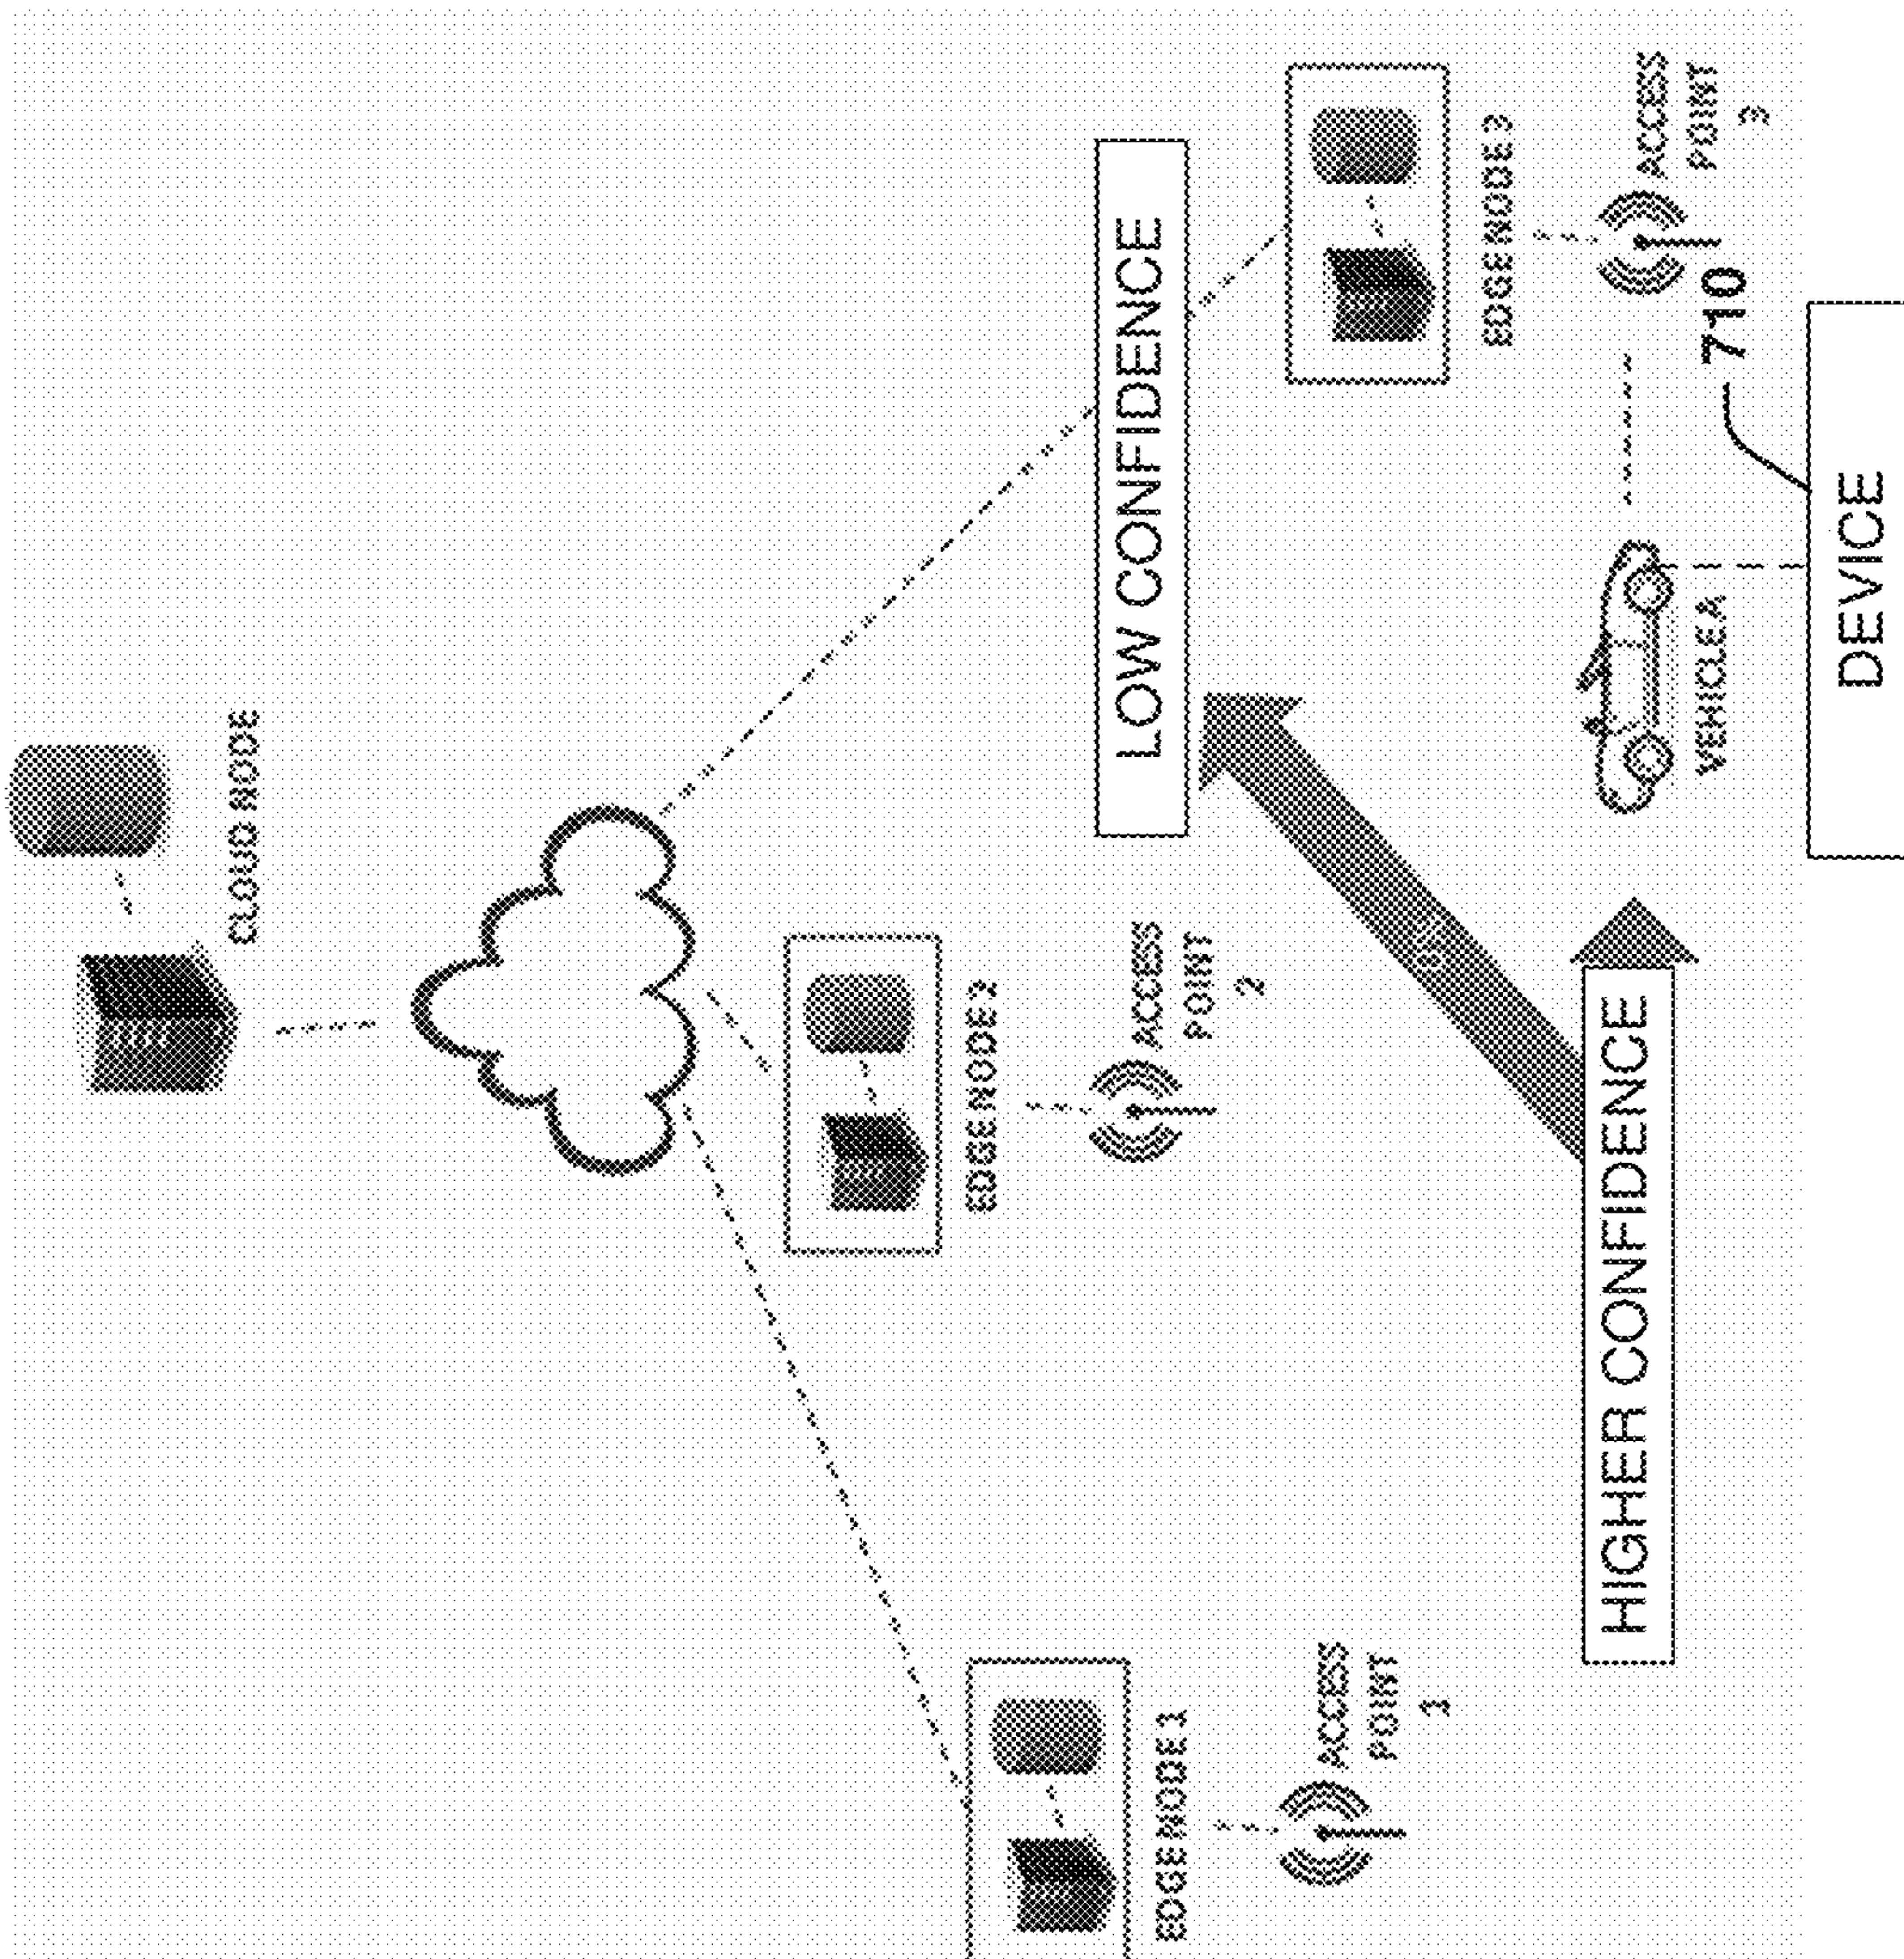 CLOUD NODE
EDGE NODE 2
ACCESS
POINT
2
LOW CONFIDENCE
EDGE NODE 1
ACCESS
POINT
1
EDGE NODE 3
ACCESS
POINT
3
HIGHER CONFIDENCE
VEHICLE A
710
DEVICE